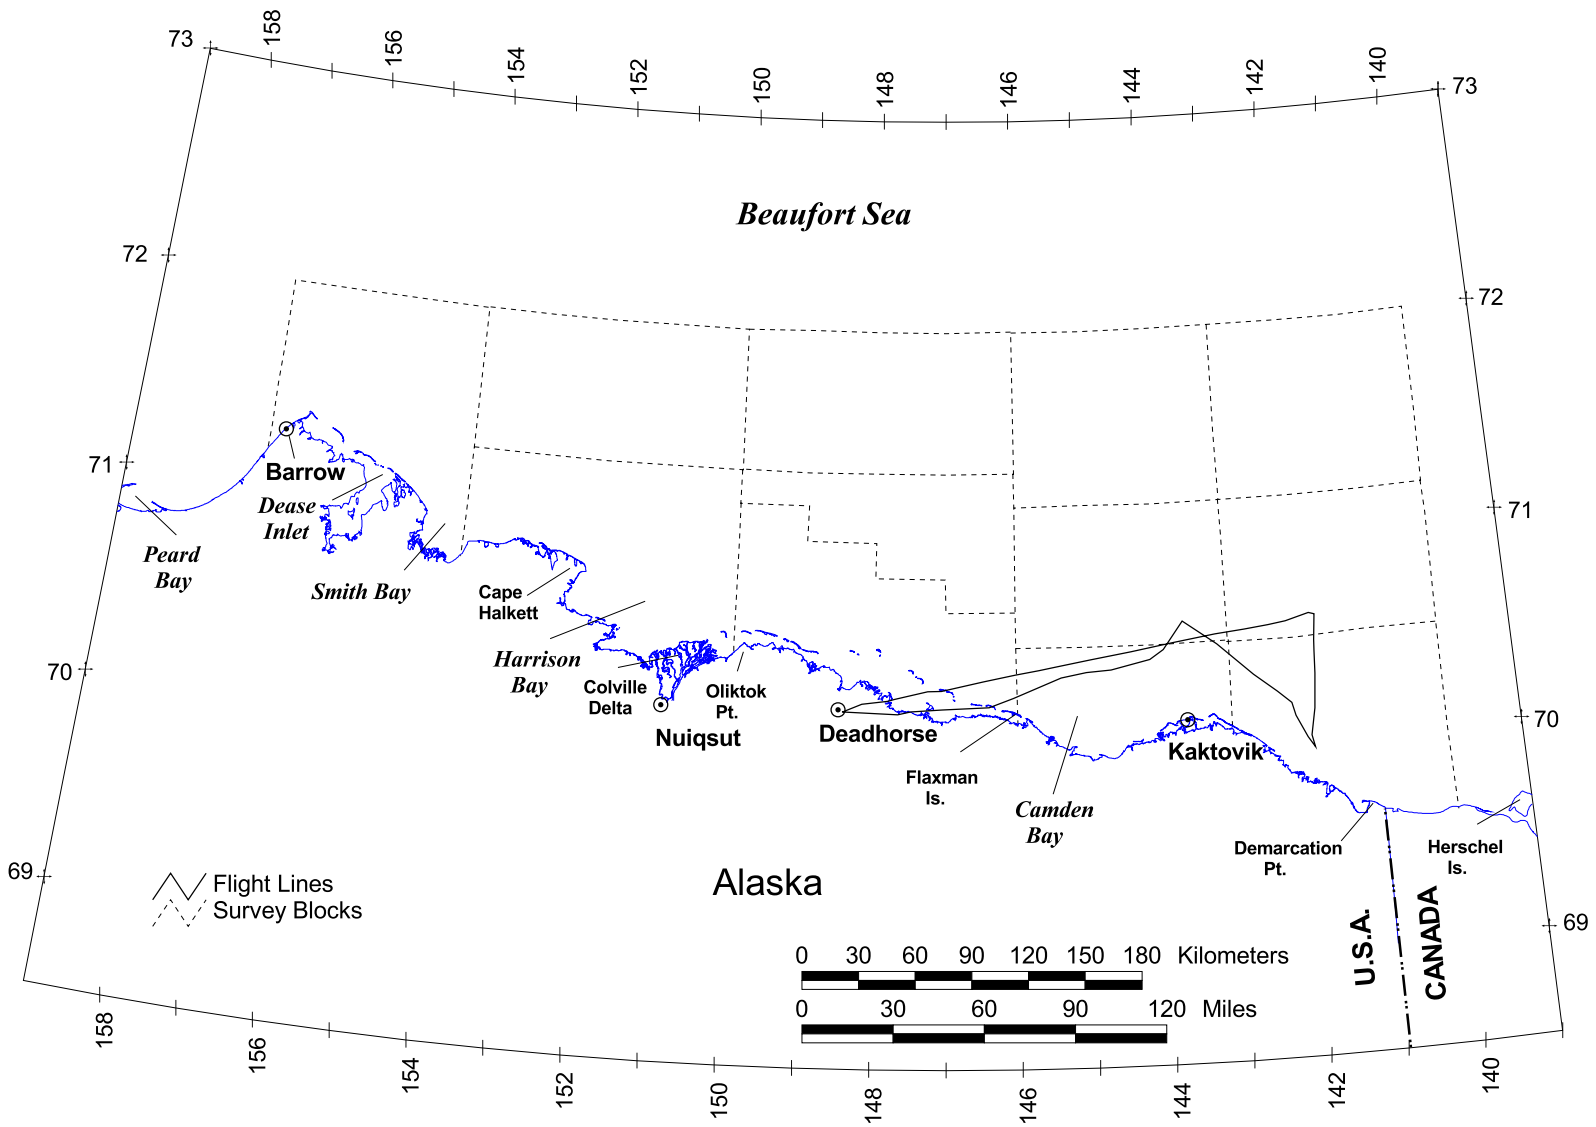 158
156
154
152
150
148
146
144
142
140
73
73
Beaufort Sea
72
72
71
71
Barrow
Dease
Inlet
Peard
Bay
Smith Bay
Cape
Halkett
Harrison
Bay
70
70
Colville
Delta
Oliktok
Pt.
Nuiqsut
Deadhorse
Kaktovik
Flaxman
Is.
Camden
Bay
Demarcation
Pt.
Herschel
Is.
69
69
Flight Lines
Survey Blocks
Alaska
U.S.A.
CANADA
0 30 60 90 120 150 180 Kilometers
0 30 60 90 120 Miles
158
156
154
152
150
148
146
144
142
140